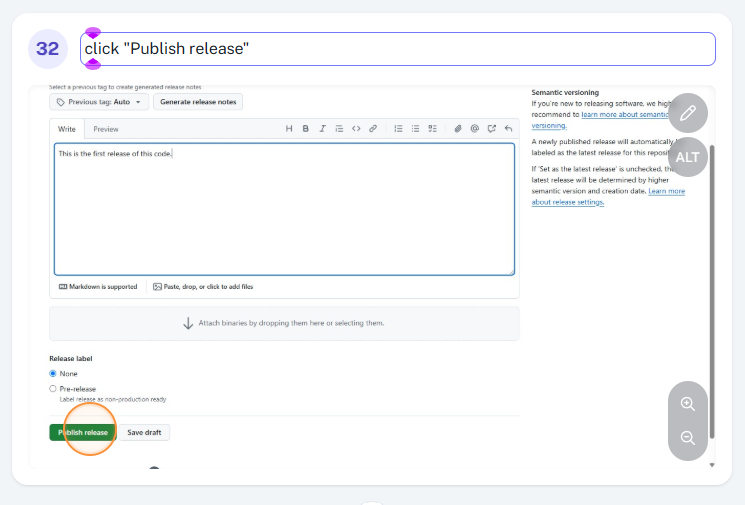 32
click "Publish release"
Select a previous tag to create generated release notes
Previous tag: Auto
Generate release notes
Write
Preview
This is the first release of this code.
Markdown is supported
Paste, drop, or click to add files
Attach binaries by dropping them here or selecting them.
Release label
None
Pre-release
Label release as non-production ready
Publish release
Save draft
Semantic versioning
If you're new to releasing software, we high
recommend to learn more about semantic
versioning.
A newly published release will automatically
labeled as the latest release for this reposit
If 'Set as the latest release' is unchecked, the
latest release will be determined by higher
semantic version and creation date. Learn more
about release settings.
ALT